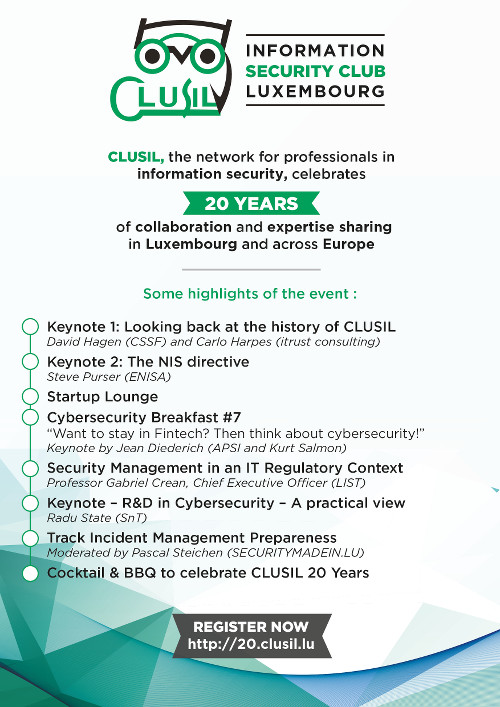 CLUSIL
INFORMATION
SECURITY CLUB
LUXEMBOURG
CLUSIL, the network for professionals in
information security, celebrates
20 YEARS
of collaboration and expertise sharing
in Luxembourg and across Europe
Some highlights of the event :
Keynote 1: Looking back at the history of CLUSIL
David Hagen (CSSF) and Carlo Harpes (itrust consulting)
Keynote 2: The NIS directive
Steve Purser (ENISA)
Startup Lounge
Cybersecurity Breakfast #7
“Want to stay in Fintech? Then think about cybersecurity!”
Keynote by Jean Diederich (APSI and Kurt Salmon)
Security Management in an IT Regulatory Context
Professor Gabriel Crean, Chief Executive Officer (LIST)
Keynote – R&D in Cybersecurity – A practical view
Radu State (SnT)
Track Incident Management Prepareness
Moderated by Pascal Steichen (SECURITYMADEIN.LU)
Cocktail & BBQ to celebrate CLUSIL 20 Years
REGISTER NOW
http://20.clusil.lu